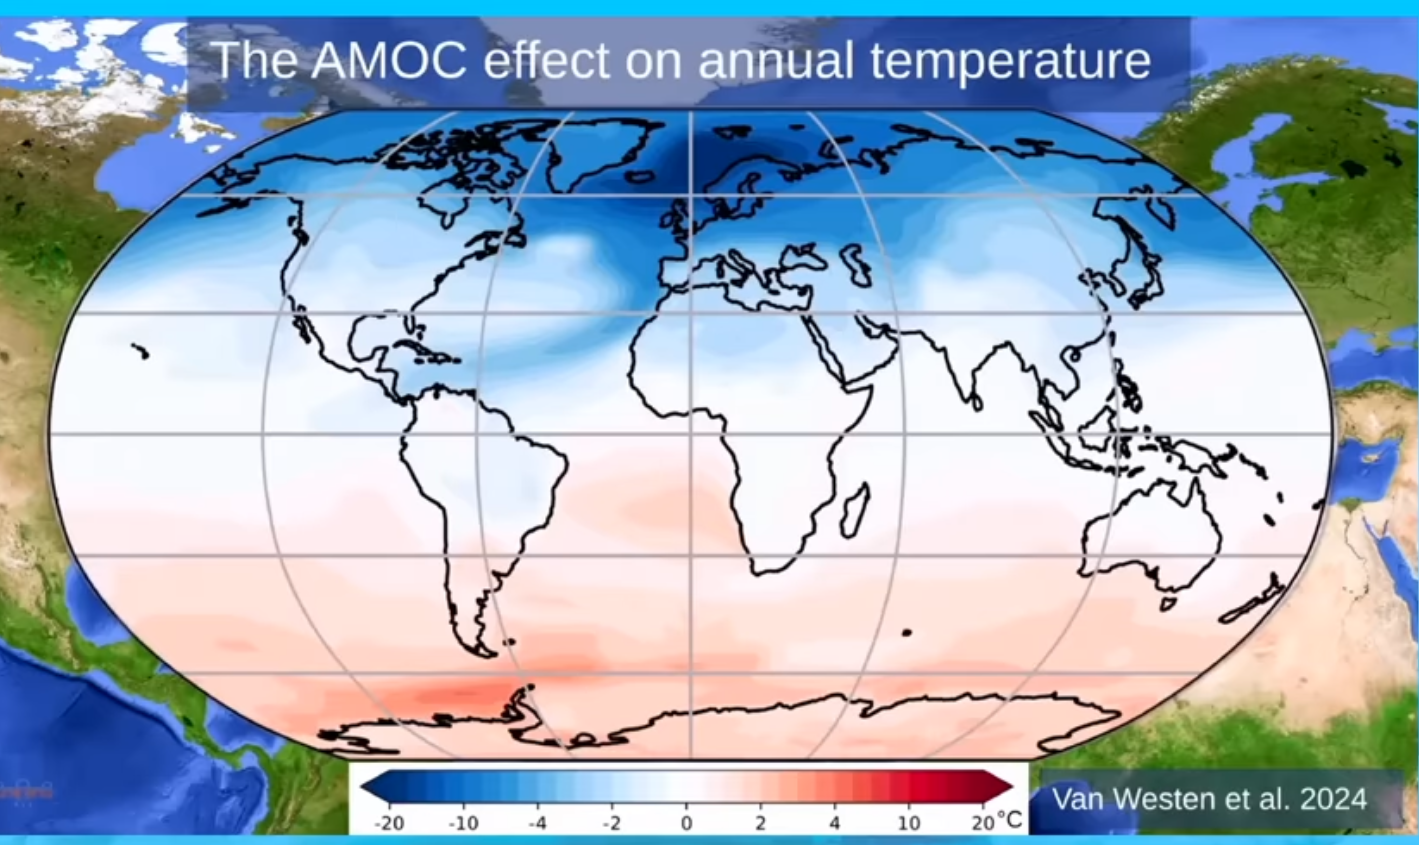 The AMOC effect on annual temperature
-20 -10 -4 -2 0 2 4 10 20°C
Van Westen et al. 2024